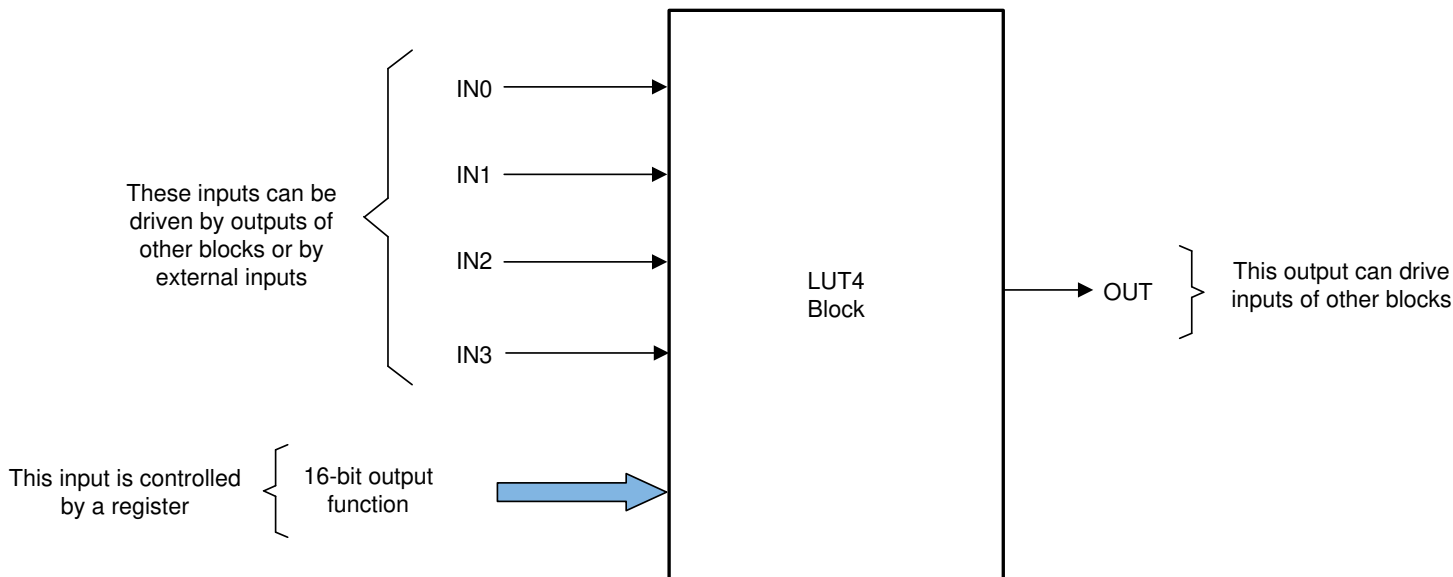 These inputs can be
driven by outputs of
other blocks or by
external inputs
IN0
IN1
IN2
IN3
This input is controlled
by a register
16-bit output
function
LUT4
Block
OUT
This output can drive
inputs of other blocks